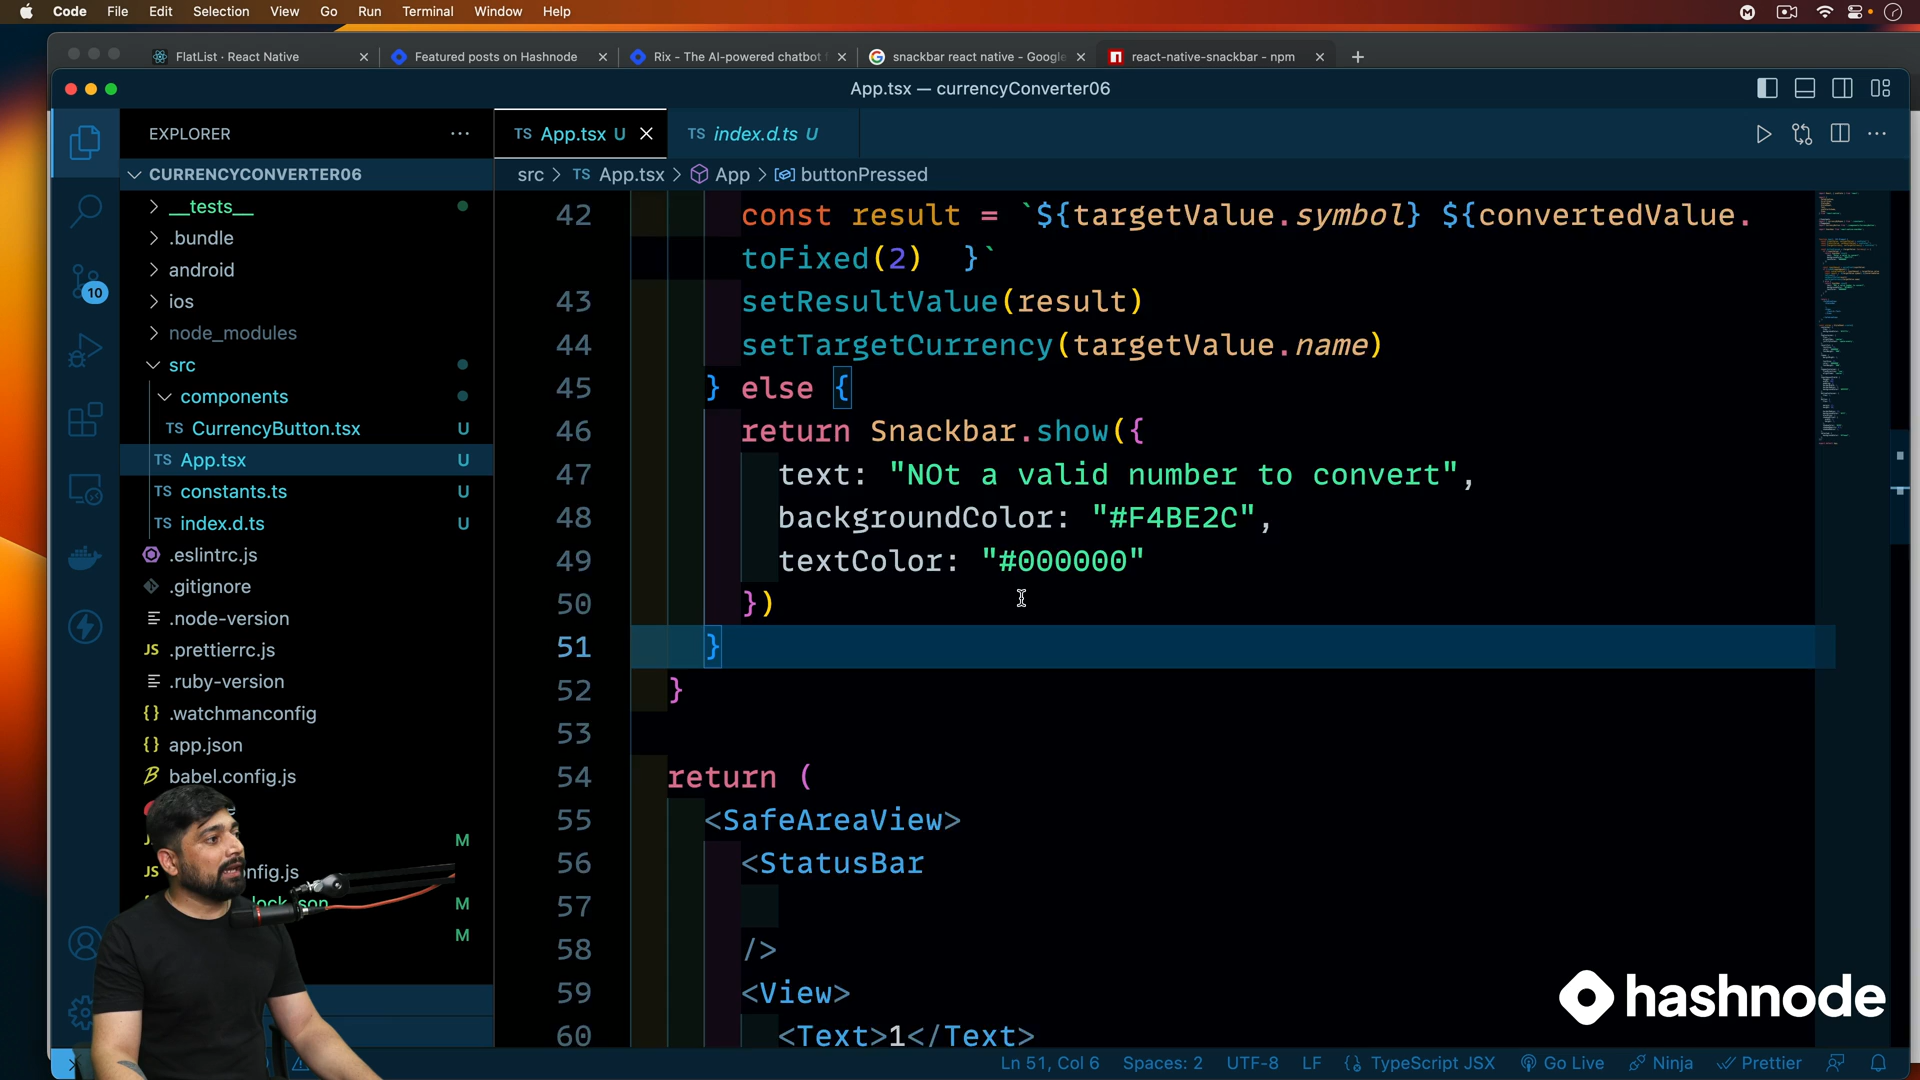 Code File Edit Selection View Go Run Terminal Window Help
FlatList · React Native
Featured posts on Hashnode
Rix - The AI-powered chatbot
snackbar react native - Google
react-native-snackbar - npm
App.tsx — currencyConverter06
EXPLORER
TS App.tsx U
TS index.d.ts U
CURRENCYCONVERTER06
src > TS App.tsx > App > buttonPressed
__tests__
.bundle
android
ios
10
node_modules
src
components
TS CurrencyButton.tsx U
TS App.tsx U
TS constants.ts U
TS index.d.ts U
.eslintrc.js
.gitignore
.node-version
JS .prettierrc.js
.ruby-version
{} .watchmanconfig
{} app.json
babel.config.js
M
JS nfig.js
lock.json M
M
42 const result = `${targetValue.symbol} ${convertedValue.
toFixed(2) }`
43 setResultValue(result)
44 setTargetCurrency(targetValue.name)
45 } else {
46 return Snackbar.show({
47 text: "NOt a valid number to convert",
48 backgroundColor: "#F4BE2C",
49 textColor: "#000000"
50 })
51 }
52 }
53
54 return (
55 <SafeAreaView>
56 <StatusBar
57
58 />
59 <View>
60 <Text>1</Text>
hashnode
Ln 51, Col 6 Spaces: 2 UTF-8 LF {} TypeScript JSX Go Live Ninja Prettier